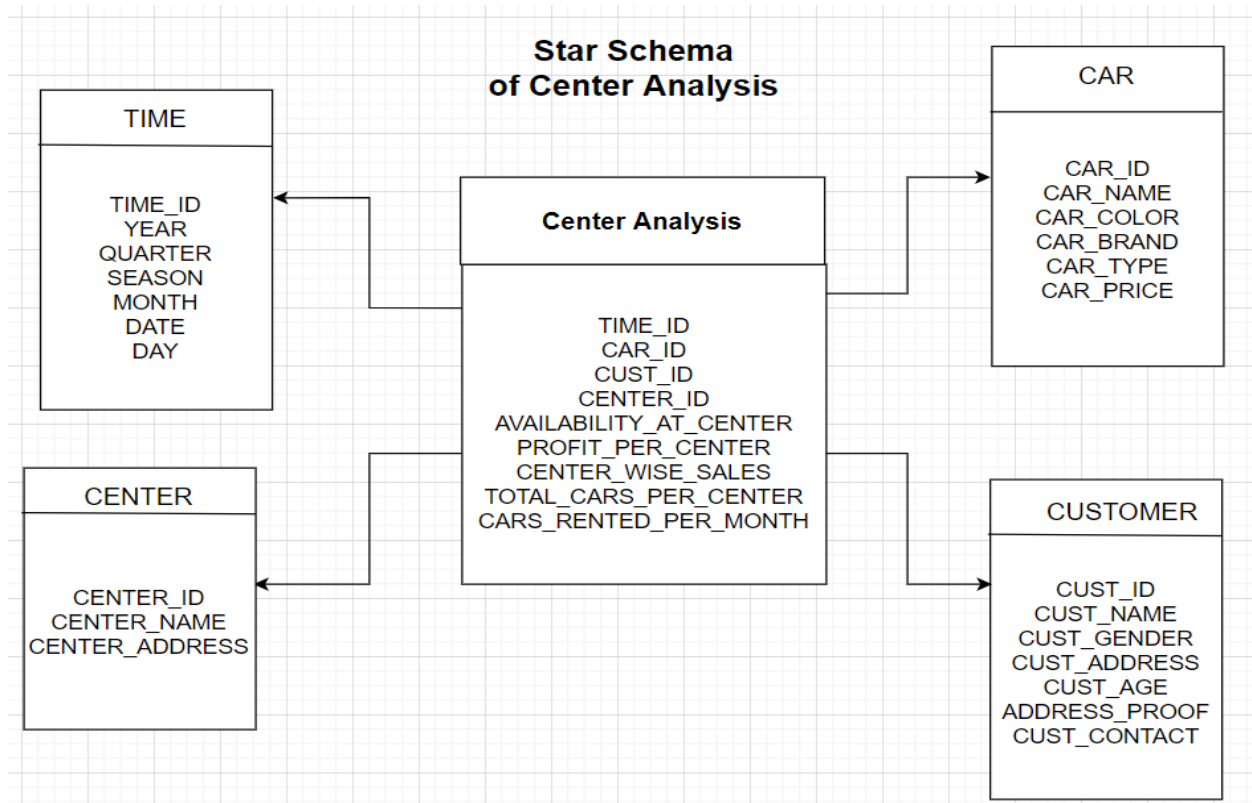 Star Schema
of Center Analysis
TIME
TIME_ID
YEAR
QUARTER
SEASON
MONTH
DATE
DAY
Center Analysis
TIME_ID
CAR_ID
CUST_ID
CENTER_ID
AVAILABILITY_AT_CENTER
PROFIT_PER_CENTER
CENTER_WISE_SALES
TOTAL_CARS_PER_CENTER
CARS_RENTED_PER_MONTH
CAR
CAR_ID
CAR_NAME
CAR_COLOR
CAR_BRAND
CAR_TYPE
CAR_PRICE
CENTER
CENTER_ID
CENTER_NAME
CENTER_ADDRESS
CUSTOMER
CUST_ID
CUST_NAME
CUST_GENDER
CUST_ADDRESS
CUST_AGE
ADDRESS_PROOF
CUST_CONTACT